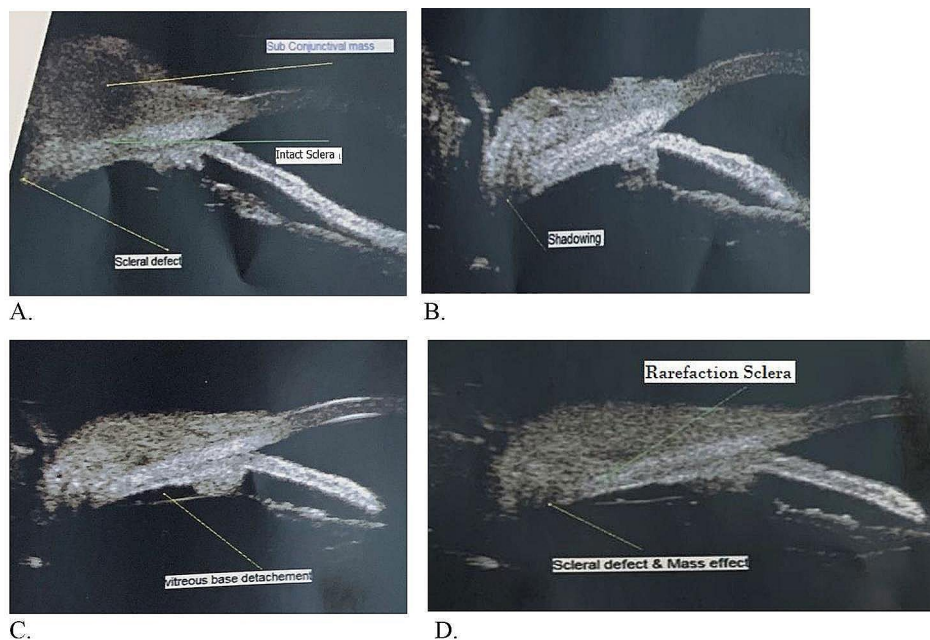 Sub Conjunctival mass
Intact Sclera
Scleral defect
A.
Shadowing
B.
vitreous base detachement
C.
Rarefaction Sclera
Scleral defect & Mass effect
D.